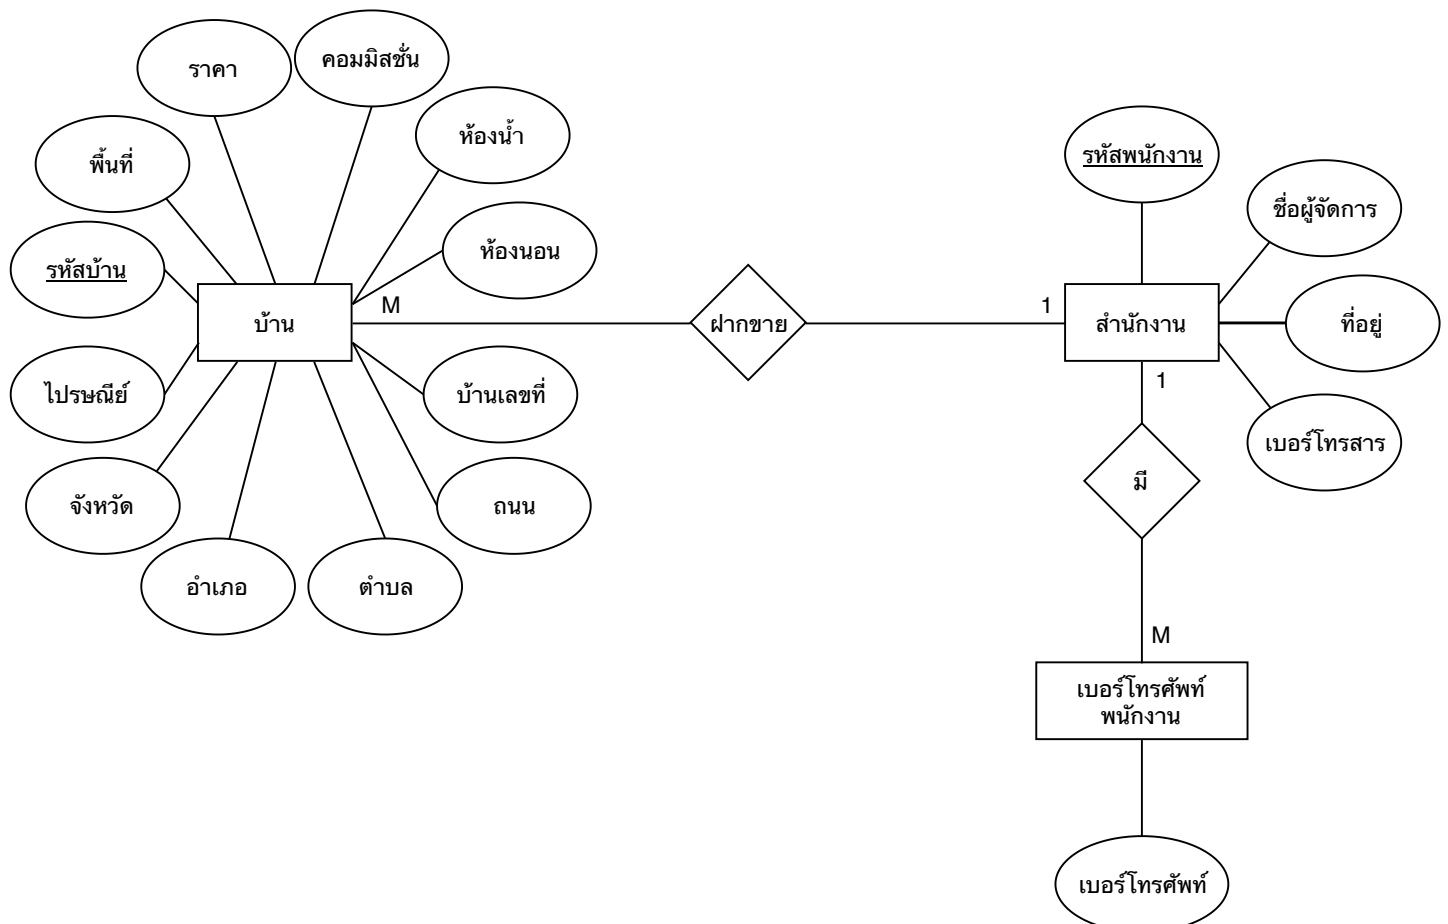 คอมมิสชั่น
ราคา
ห้องน้ำ
พื้นที่
รหัสพนักงาน
ชื่อผู้จัดการ
ห้องนอน
รหัสบ้าน
M
1
บ้าน
ฝากขาย
สำนักงาน
ที่อยู่
1
ไปรษณีย์
บ้านเลขที่
เบอร์โทรสาร
มี
จังหวัด
ถนน
อำเภอ
ตำบล
M
เบอร์โทรศัพท์
พนักงาน
เบอร์โทรศัพท์